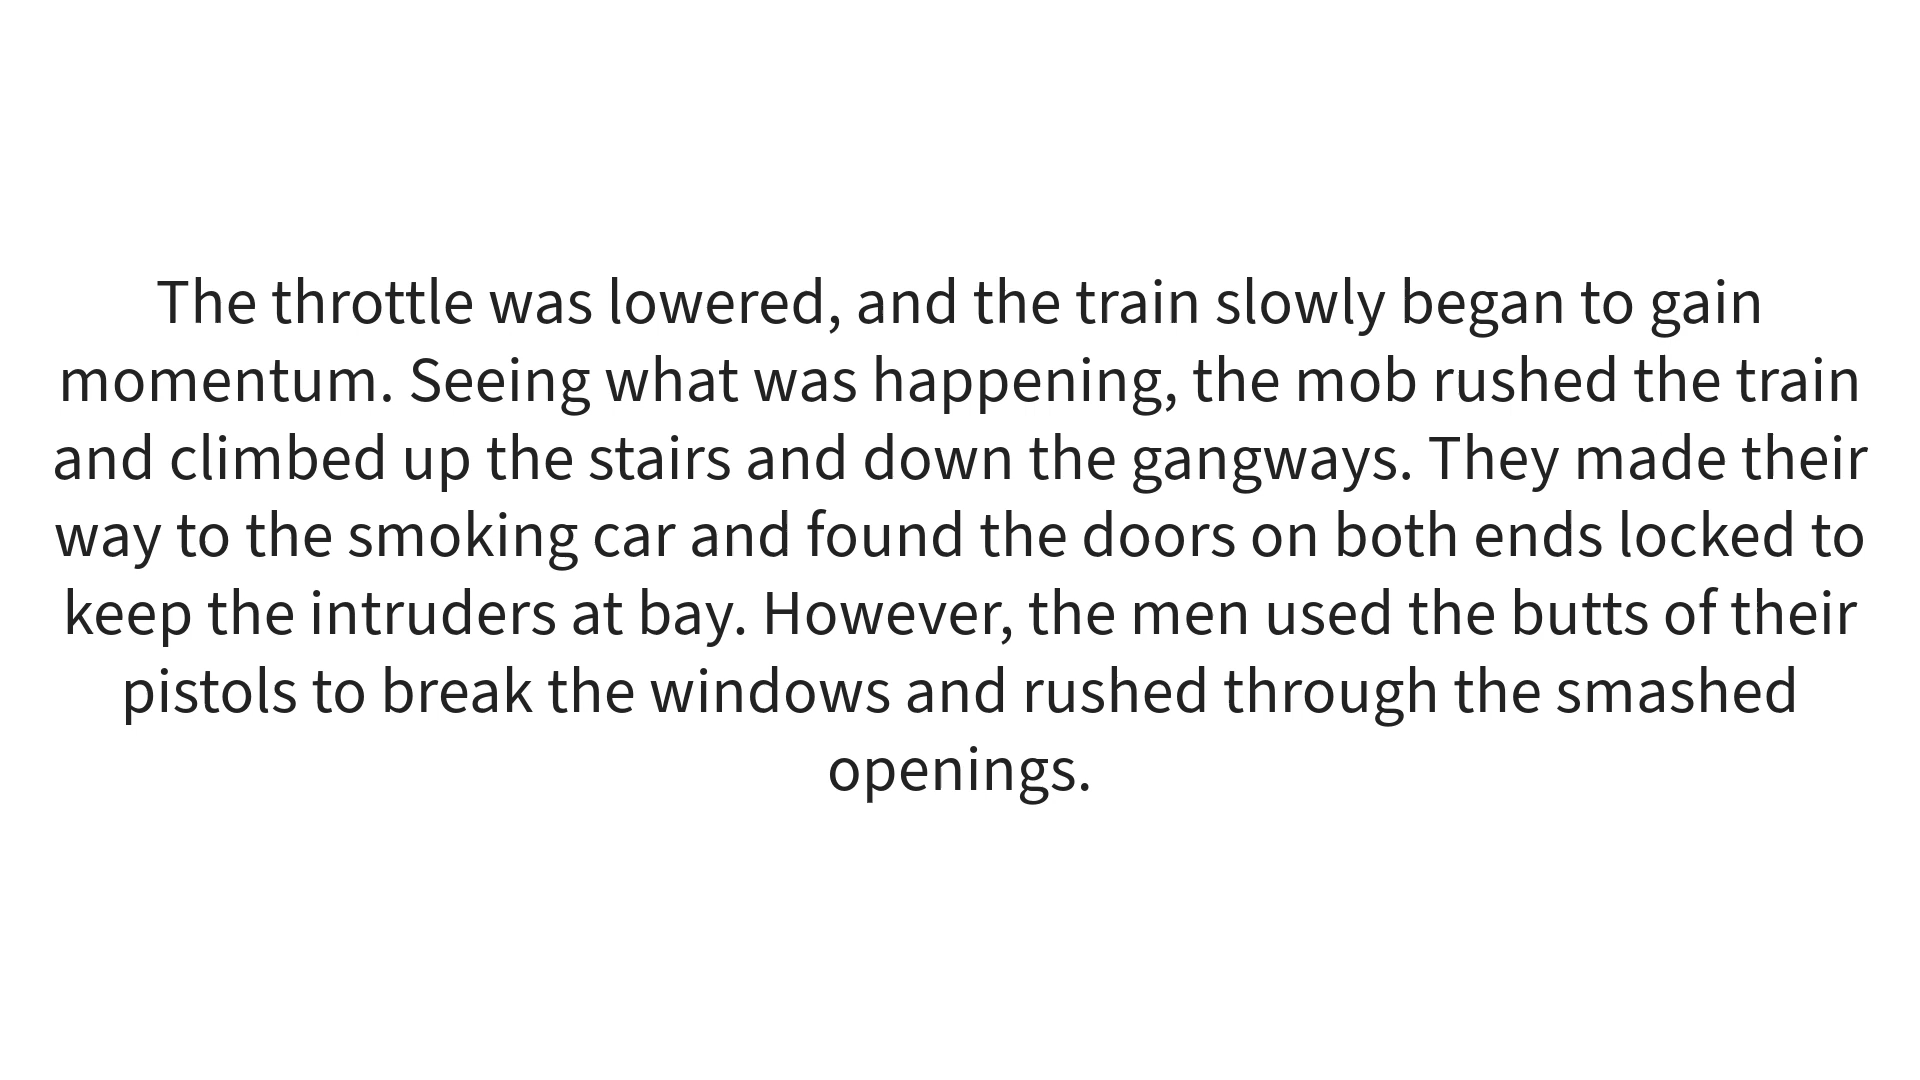 The throttle was lowered, and the train slowly began to gain
momentum. Seeing what was happening, the mob rushed the train
and climbed up the stairs and down the gangways. They made their
way to the smoking car and found the doors on both ends locked to
keep the intruders at bay. However, the men used the butts of their
pistols to break the windows and rushed through the smashed
openings.